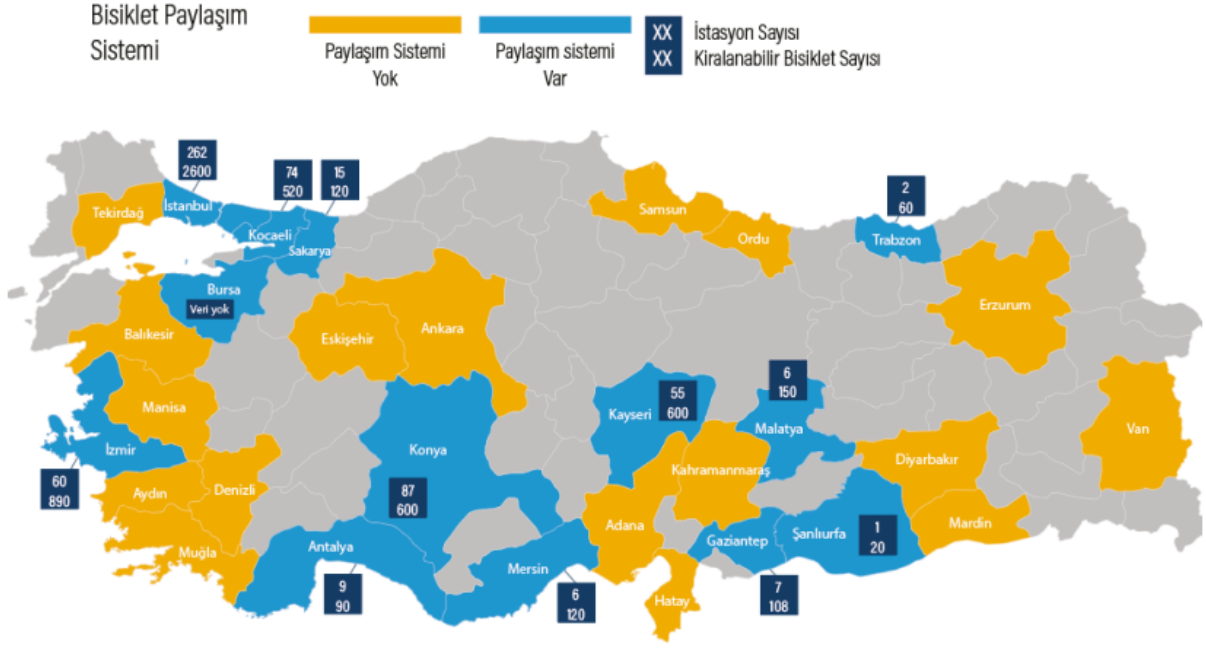 Bisiklet Paylaşım
Sistemi
Paylaşım Sistemi
Yok
Paylaşım sistemi
Var
XX
XX
İstasyon Sayısı
Kiralanabilir Bisiklet Sayısı
262
2600
74
520
15
120
2
60
Tekirdağ
İstanbul
Kocaeli
Sakarya
Samsun
Ordu
Trabzon
Bursa
Veri yok
Erzurum
Balıkesir
Eskişehir
Ankara
6
150
Manisa
Kayseri
55
600
Malatya
Van
İzmir
Konya
60
890
Aydın
Denizli
87
600
Kahramanmaraş
Diyarbakır
Adana
Mardin
Muğla
Antalya
Gaziantep
Şanlıurfa
1
20
9
90
Mersin
6
120
Hatay
7
108